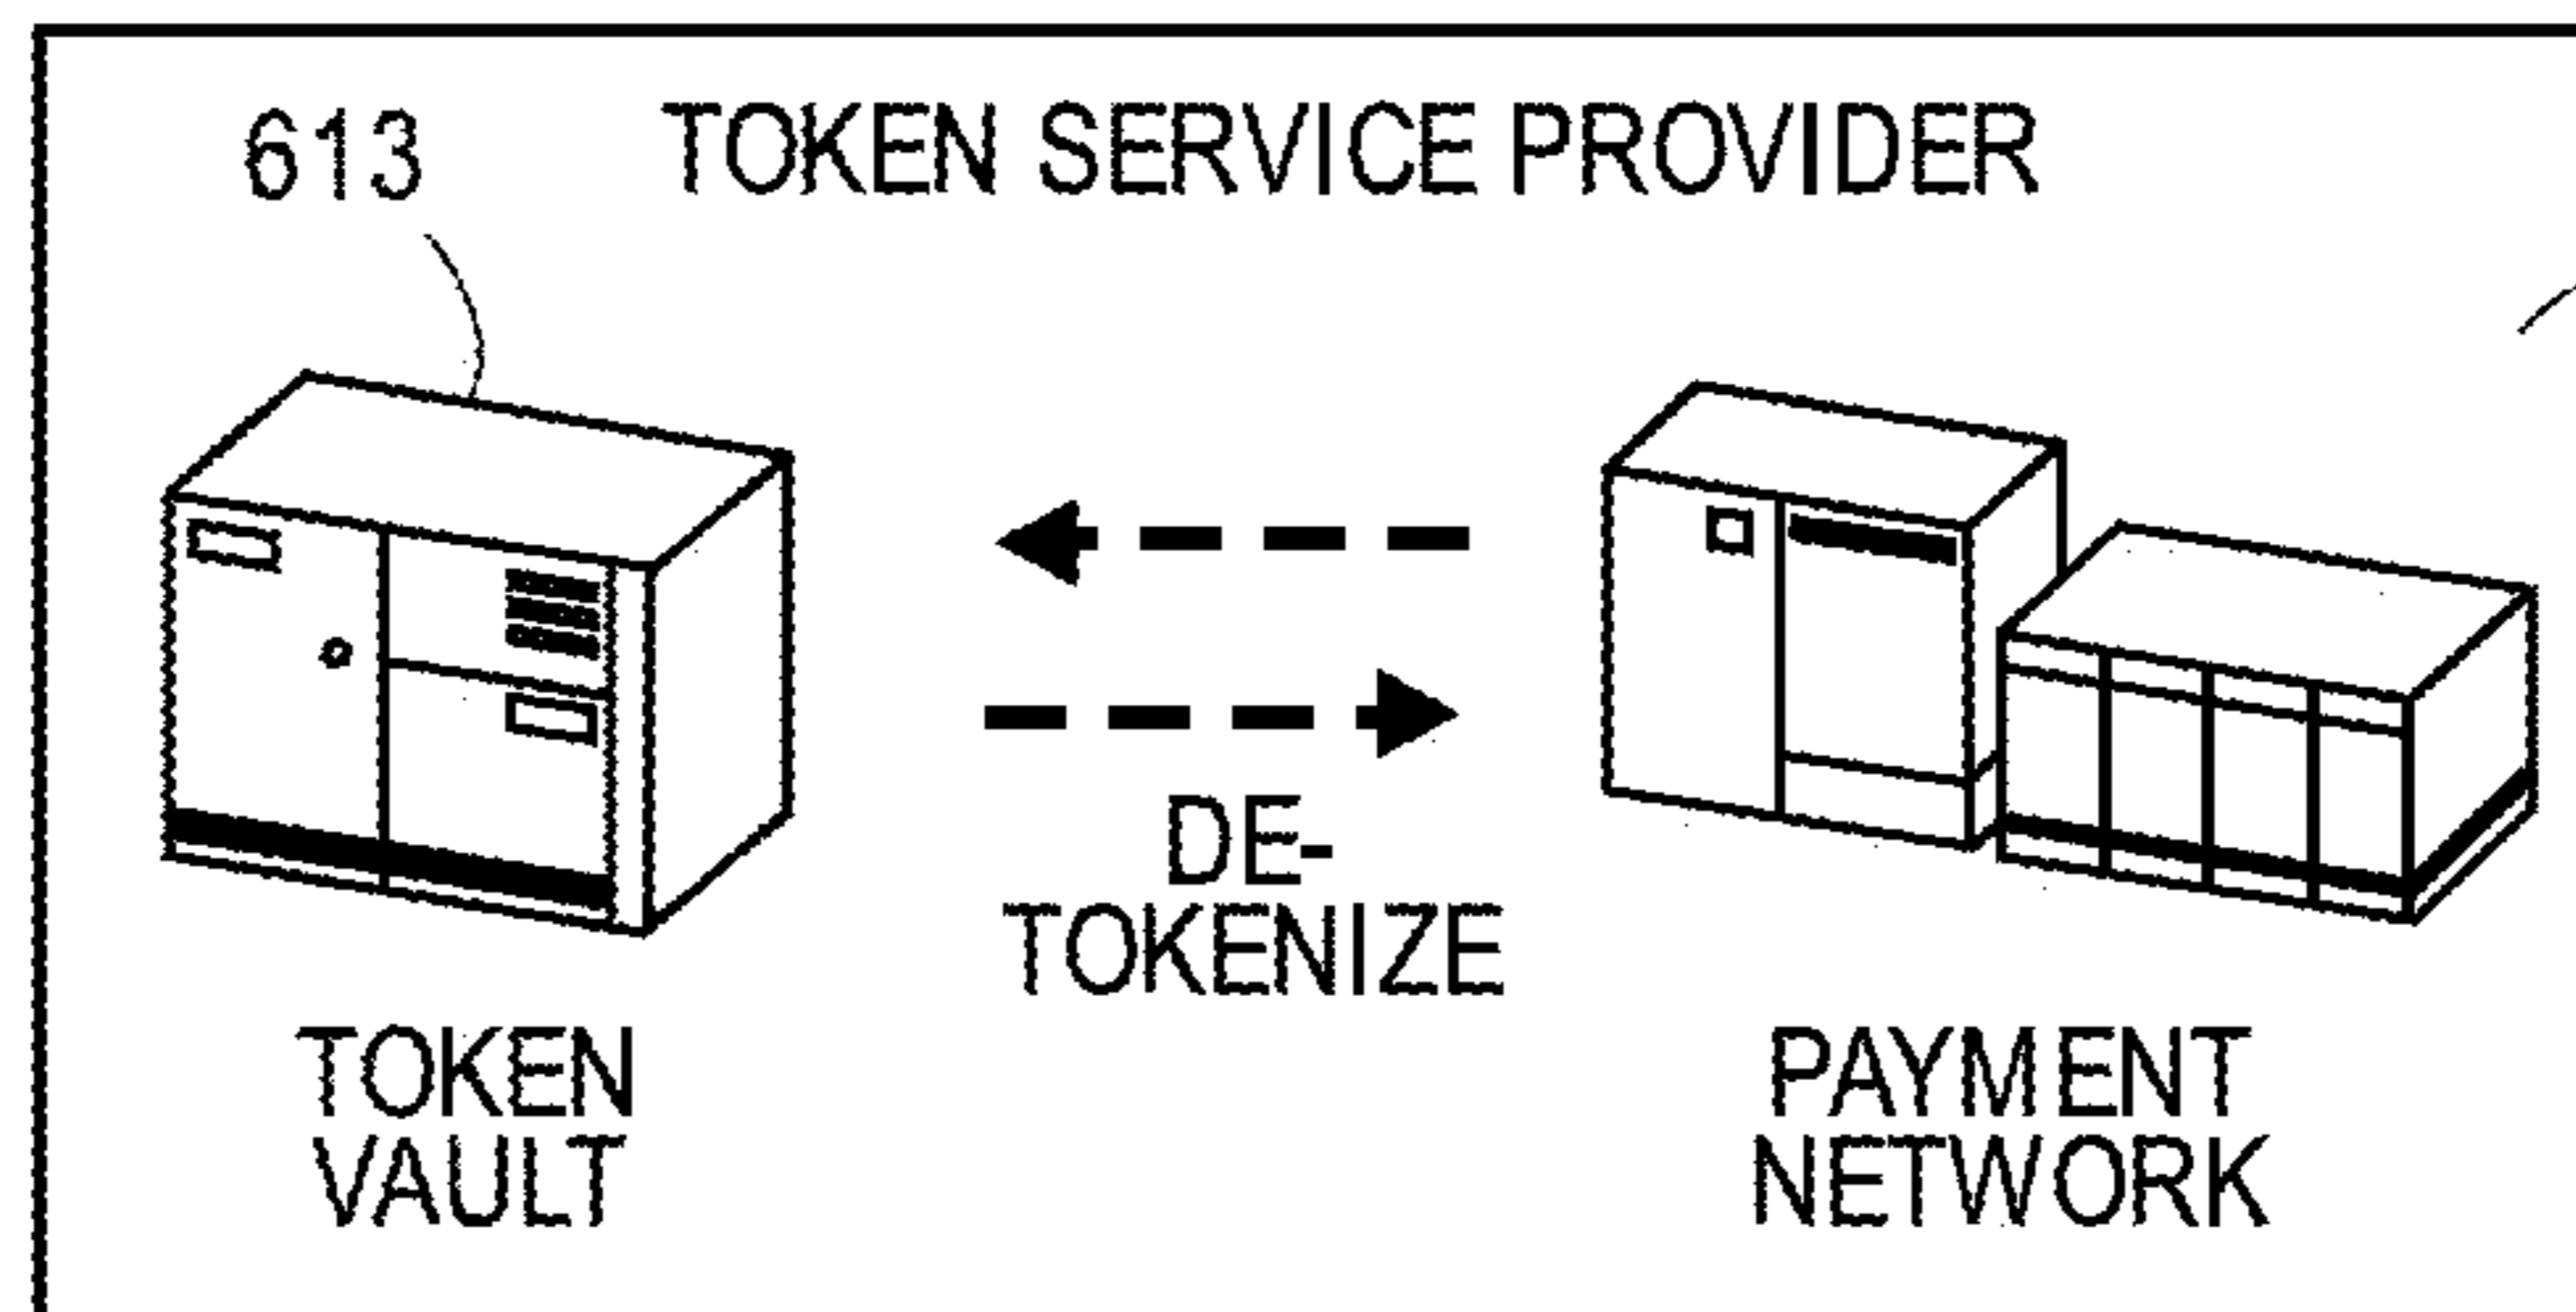 613
TOKEN SERVICE PROVIDER
DE-
TOKENIZE
TOKEN
VAULT
PAYMENT
NETWORK